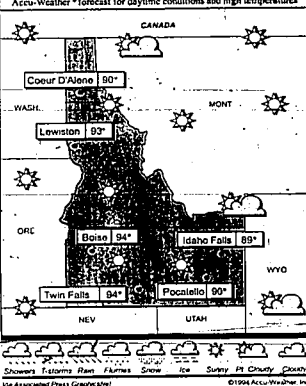 Accu-Weather® forecast for daytime conditions and high temperatures
CANADA
Coeur D'Alene 90°
WASH.
MONT
Lewiston 93°
ORE
Boise 94°
Idaho Falls 89°
WYO
Twin Falls 94°
Pocatello 90°
NEV
UTAH
Showers T-storms Rain Flurries Snow Ice Sunny Pt. Cloudy Cloudy
Via Associated Press GraphicsNet
©1994 Accu-Weather